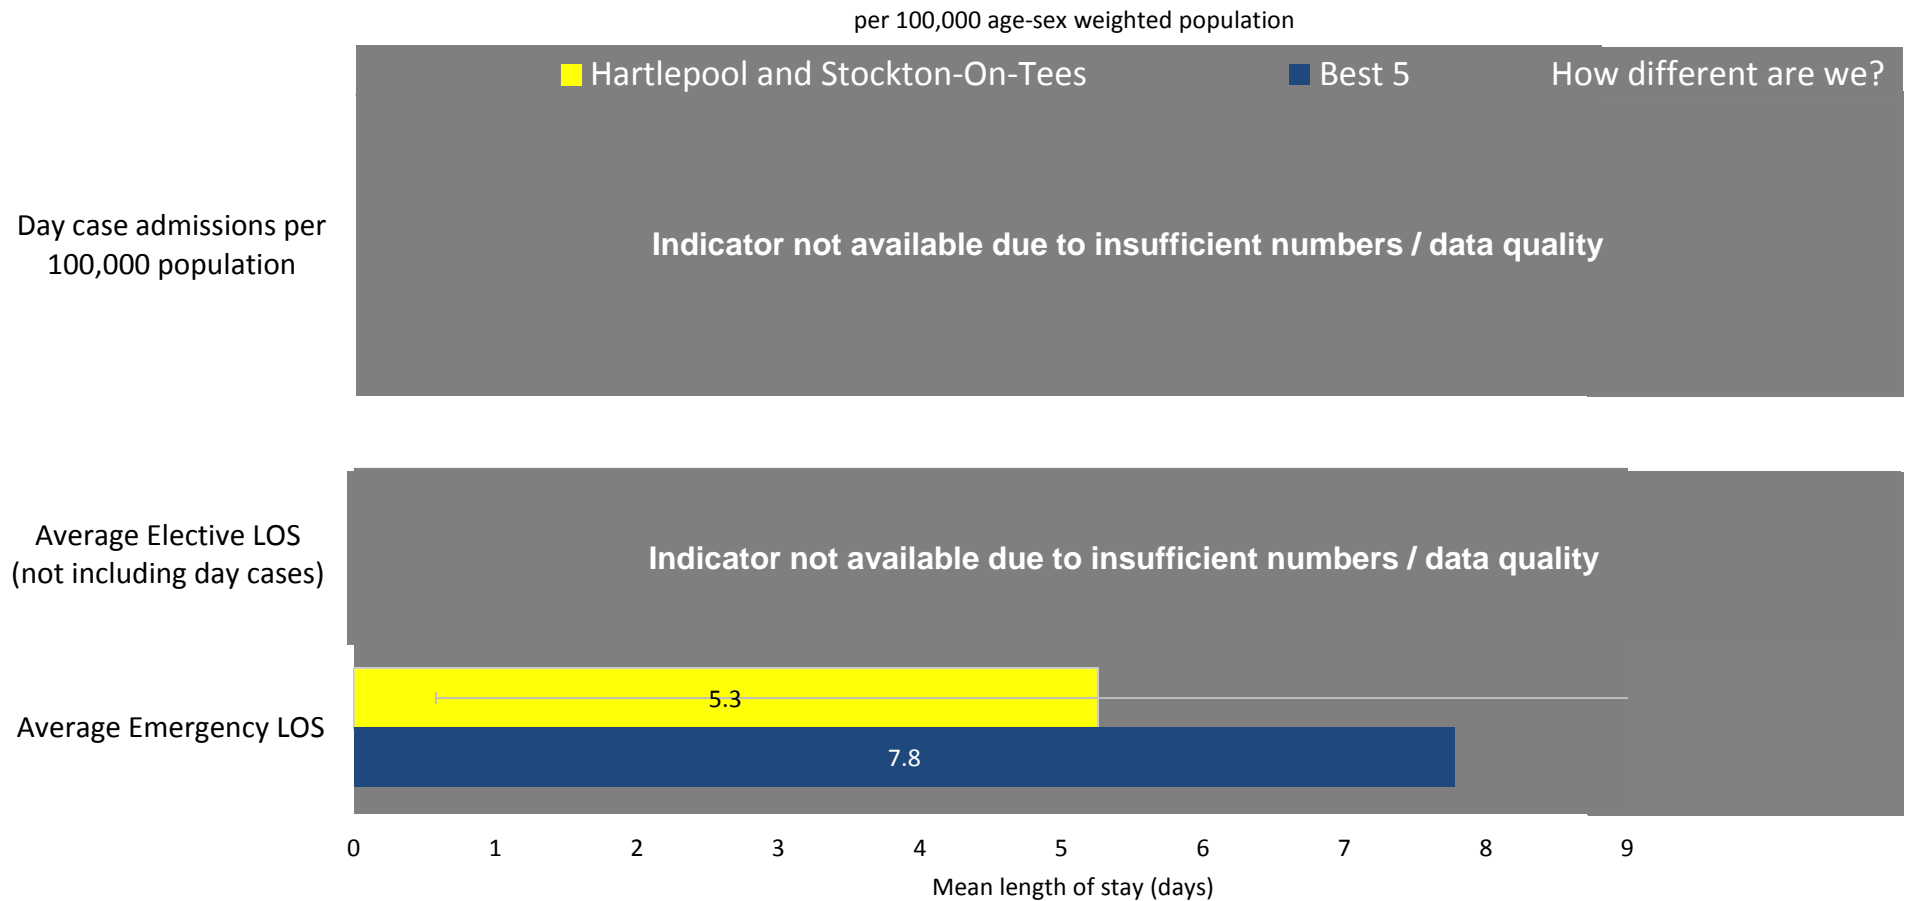 per 100,000 age-sex weighted population
Hartlepool and Stockton-On-Tees Best 5 How different are we?
Day case admissions per
100,000 population
Indicator not available due to insufficient numbers / data quality
Average Elective LOS
(not including day cases)
Indicator not available due to insufficient numbers / data quality
5.3
Average Emergency LOS
7.8
0 1 2 3 4 5 6 7 8 9
Mean length of stay (days)